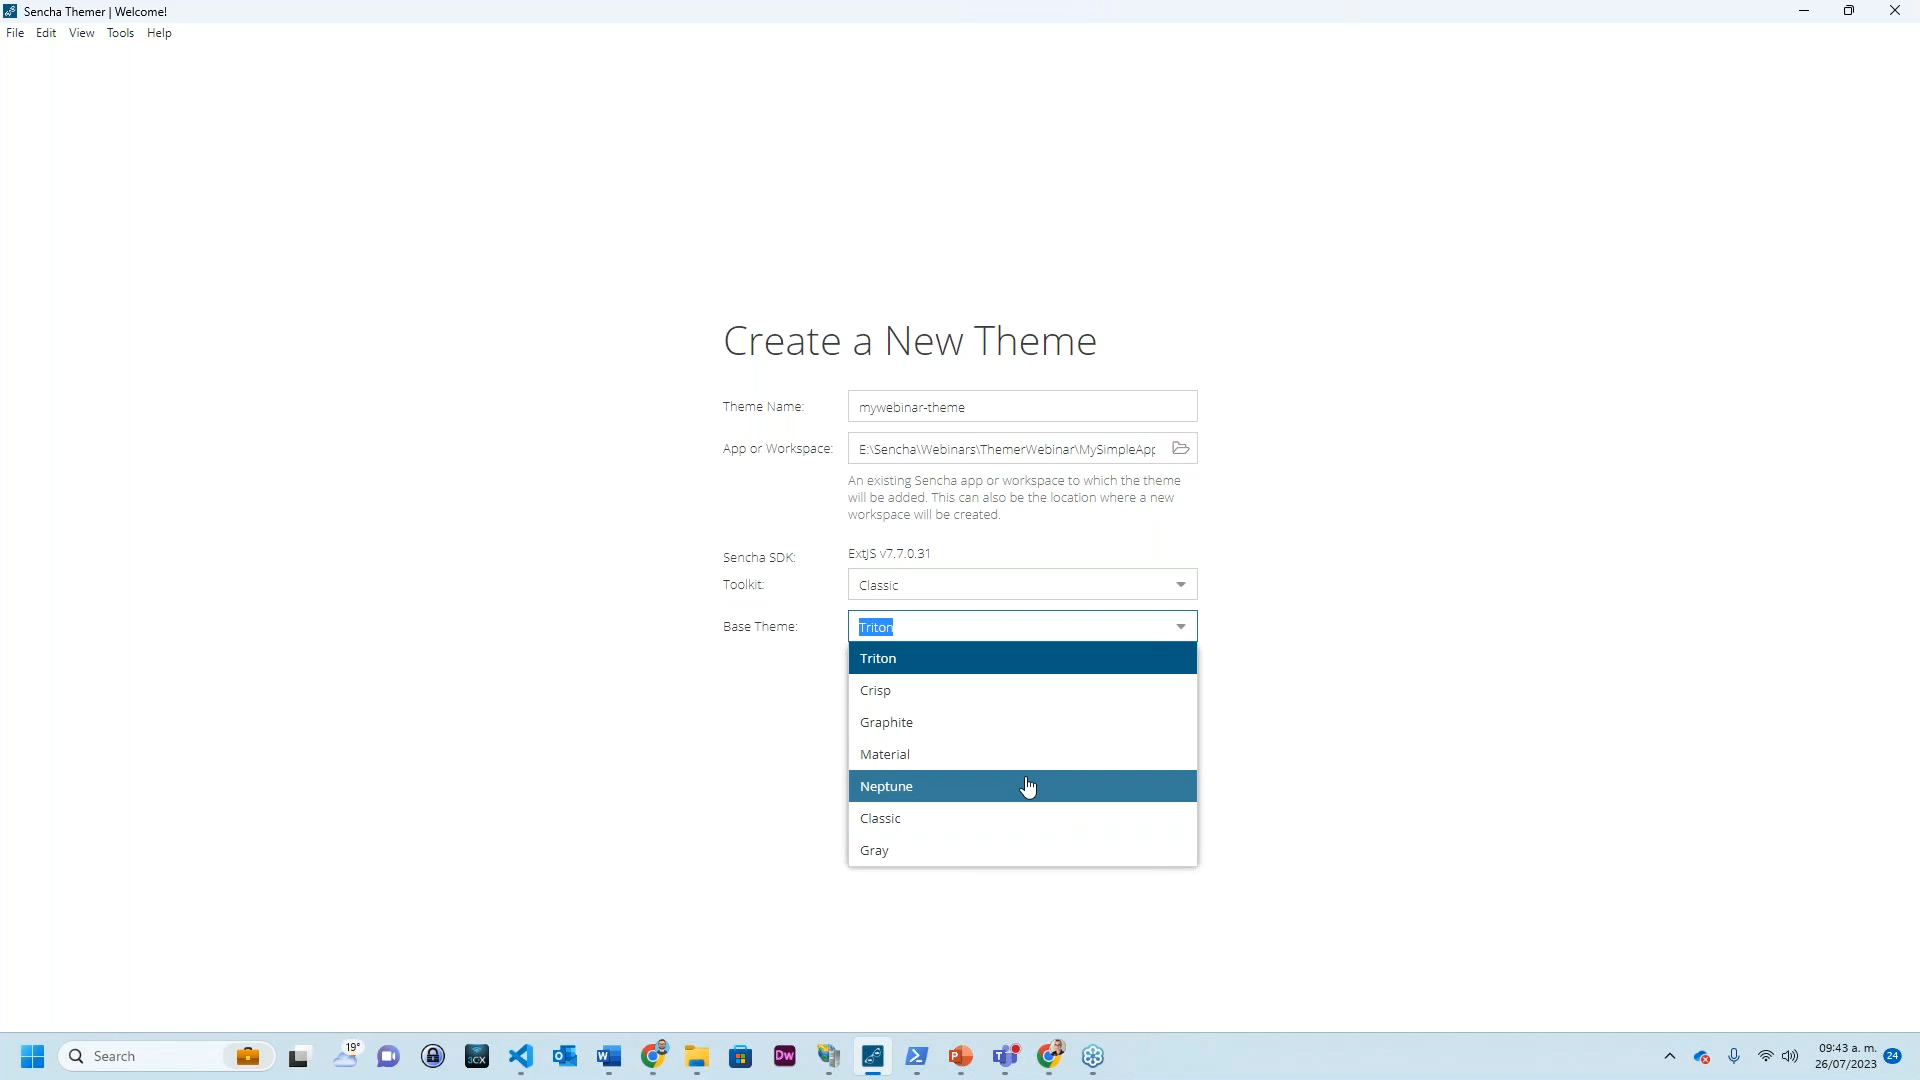 Sencha Themer | Welcome!
File Edit View Tools Help
Create a New Theme
Theme Name: mywebinar-theme
App or Workspace: E:\Sencha\Webinars\ThemerWebinar\MySimpleApp
An existing Sencha app or workspace to which the theme
will be added. This can also be the location where a new
workspace will be created.
Sencha SDK: ExtJS v7.7.0.31
Toolkit: Classic
Base Theme: Triton
Triton
Crisp
Graphite
Material
Neptune
Classic
Gray
Search
19°
3CX
Dw
09:43 a. m.
26/07/2023
24